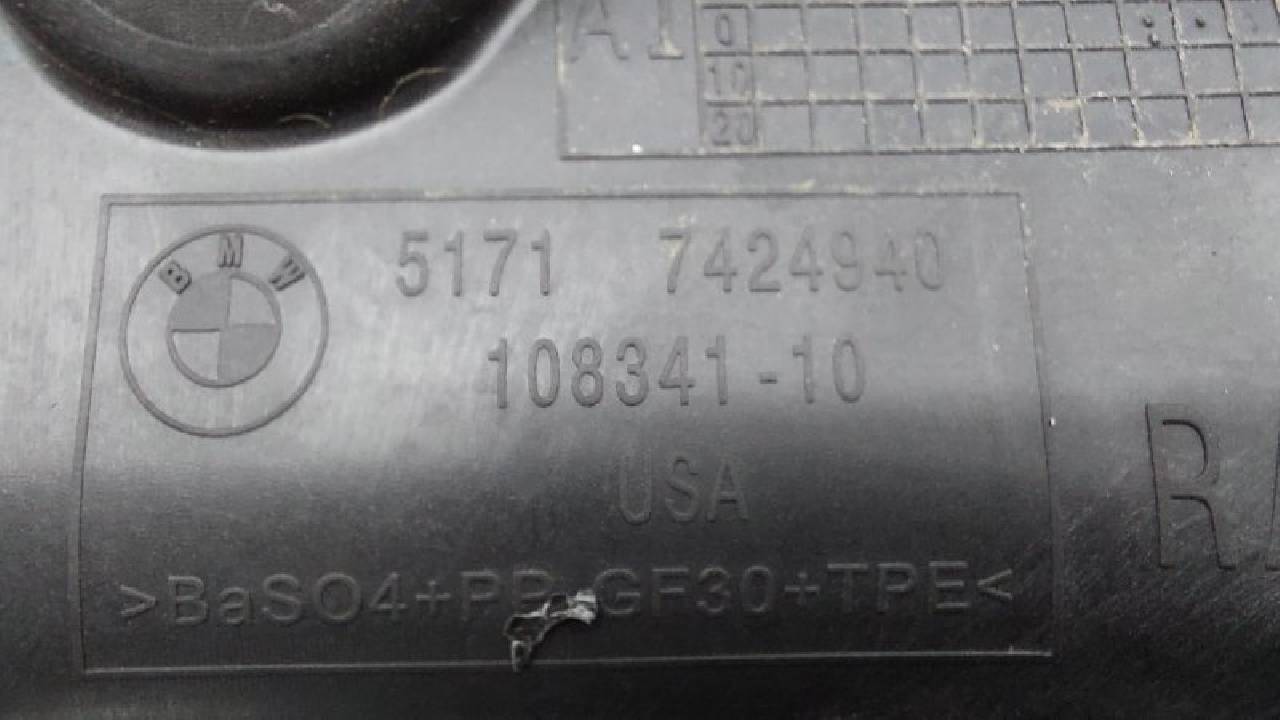 A1
0
10
20
BMW
5171 7424940
108341-10
USA
R
>BaSO4+PP GF30+TPE<